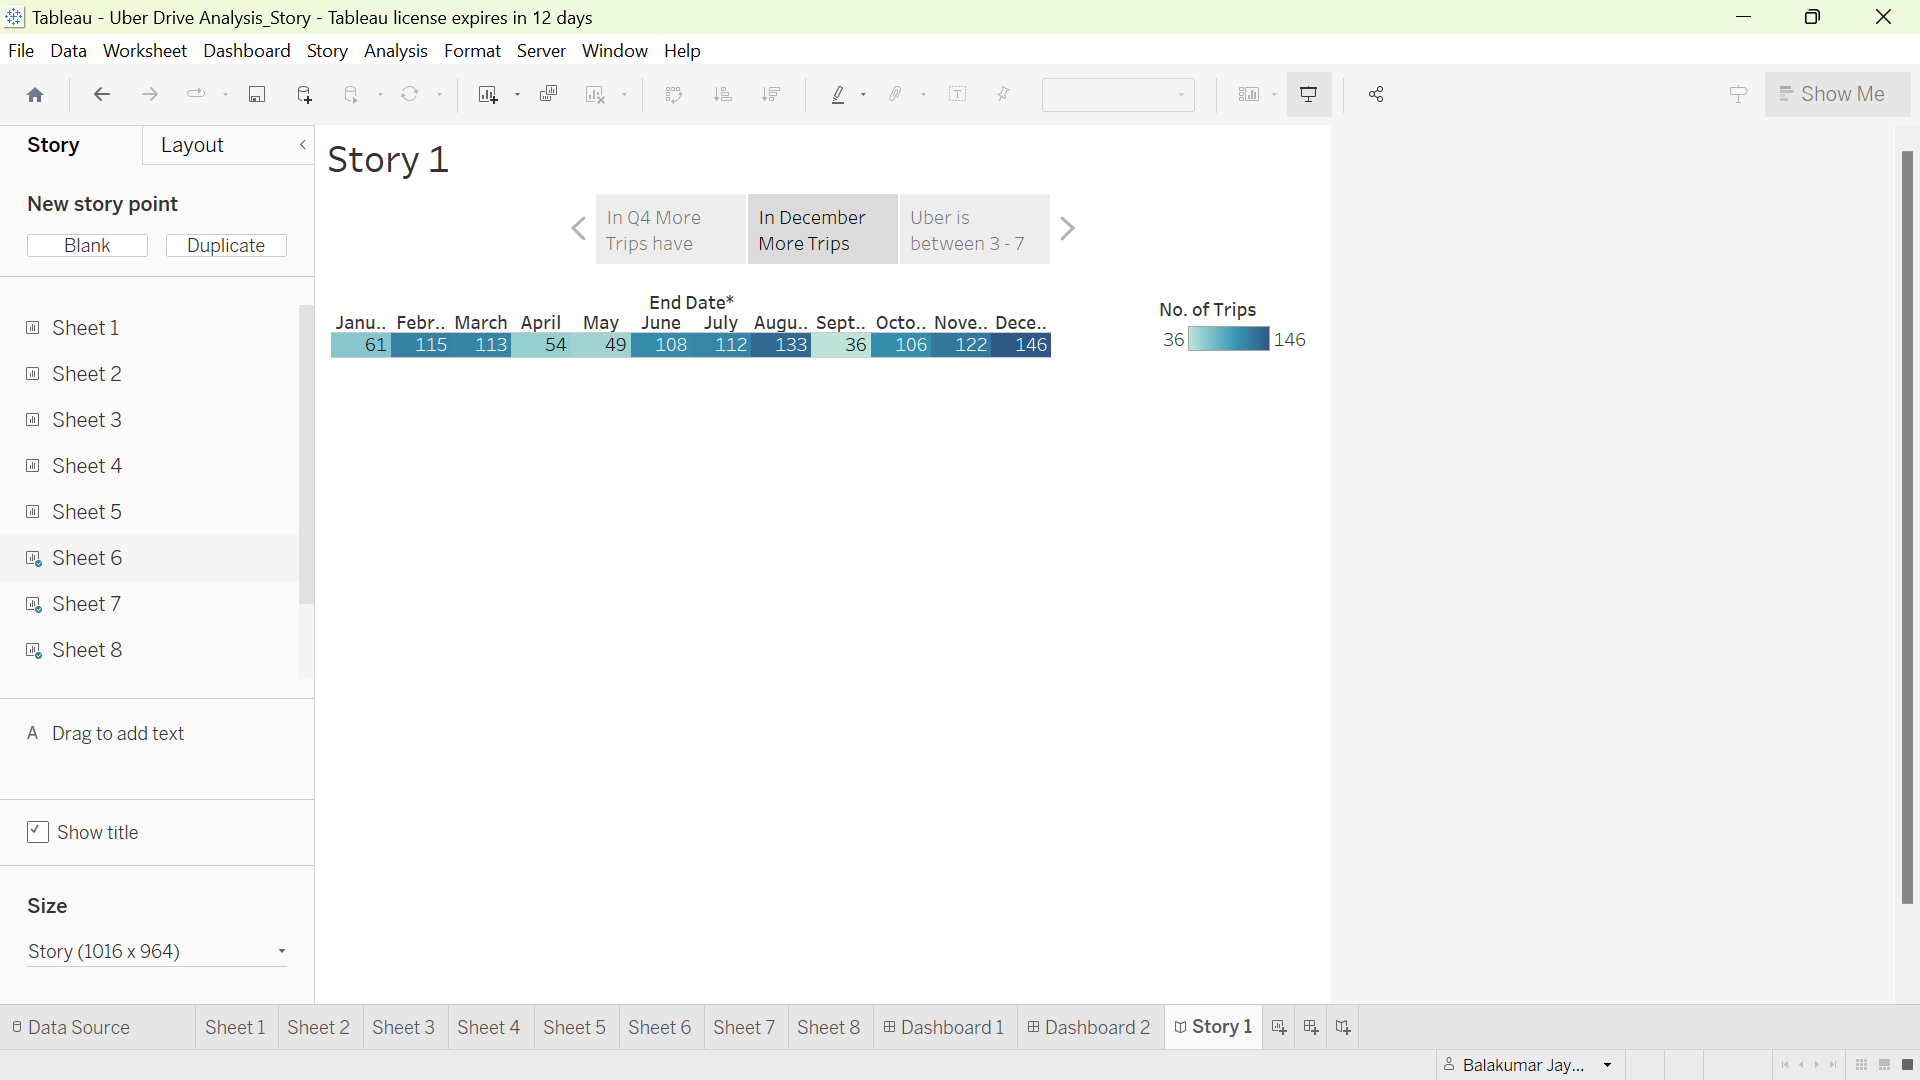 Tableau - Uber Drive Analysis_Story - Tableau license expires in 12 days
File Data Worksheet Dashboard Story Analysis Format Server Window Help
Show Me
Story Layout
New story point
Blank Duplicate
Sheet 1
Sheet 2
Sheet 3
Sheet 4
Sheet 5
Sheet 6
Sheet 7
Sheet 8
A Drag to add text
Show title
Size
Story (1016 x 964)
Story 1
In Q4 More
Trips have
In December
More Trips
Uber is
between 3 - 7
End Date*
Janu.. Febr.. March April May June July Augu.. Sept.. Octo.. Nove.. Dece..
61 115 113 54 49 108 112 133 36 106 122 146
No. of Trips
36 146
Data Source Sheet 1 Sheet 2 Sheet 3 Sheet 4 Sheet 5 Sheet 6 Sheet 7 Sheet 8 Dashboard 1 Dashboard 2 Story 1
Balakumar Jay...